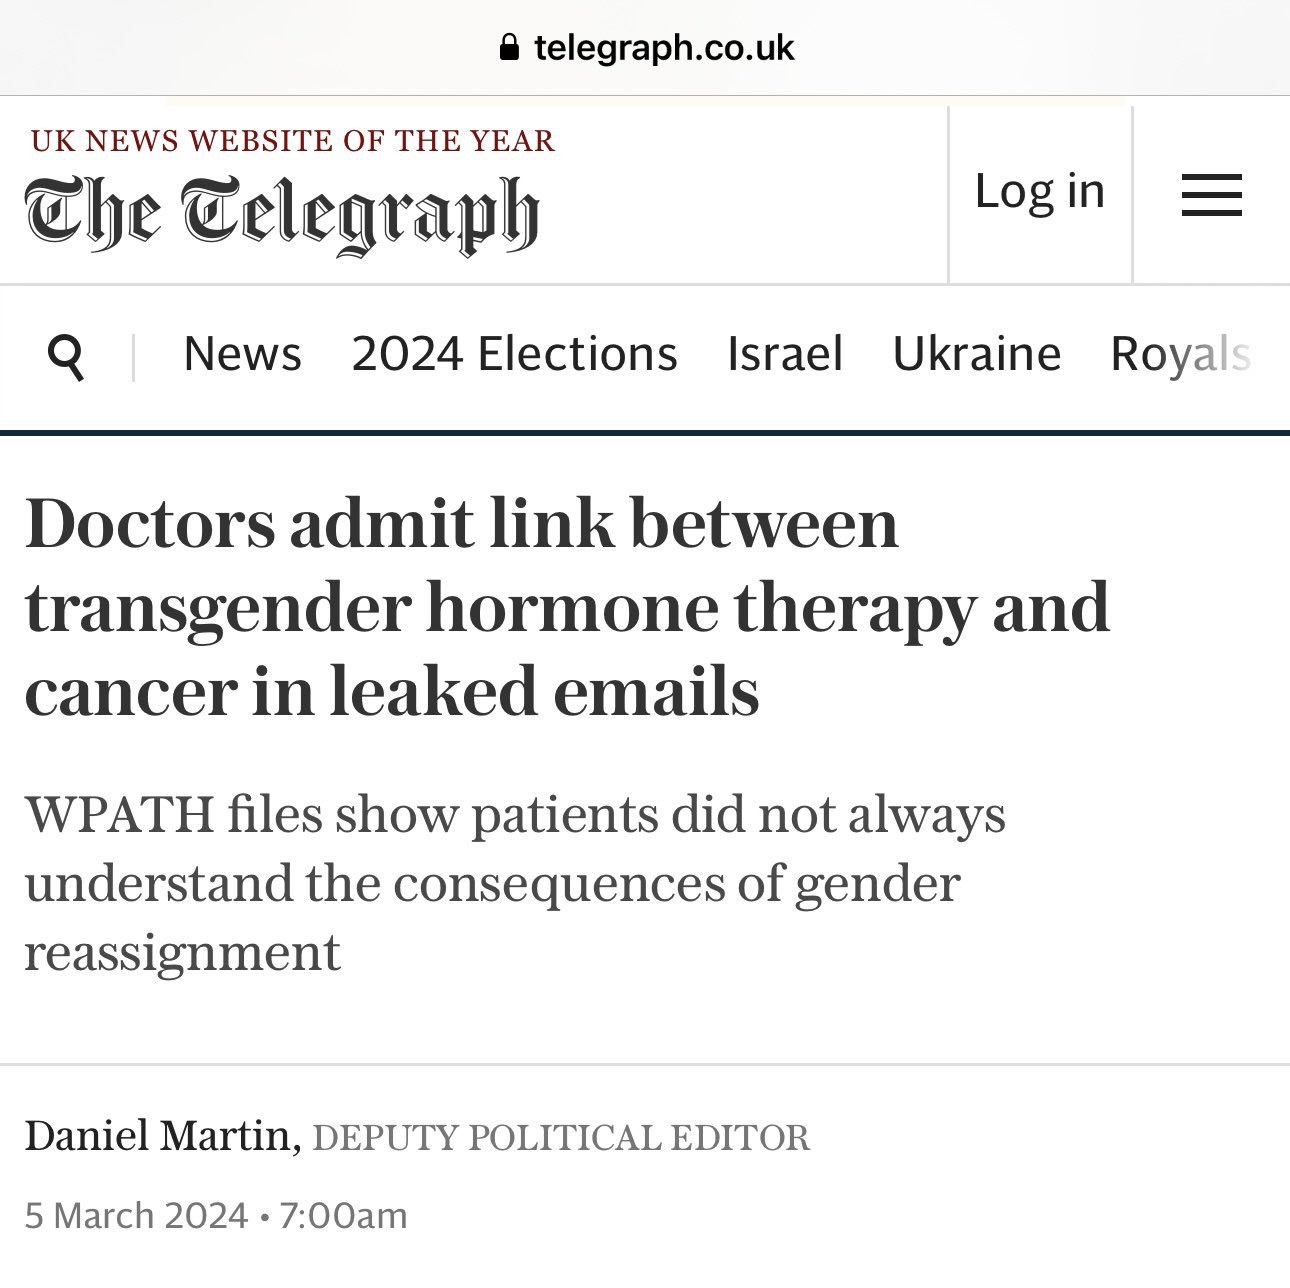 telegraph.co.uk
UK NEWS WEBSITE OF THE YEAR
The Telegraph
Log in
News 2024 Elections Israel Ukraine Royals
Doctors admit link between
transgender hormone therapy and
cancer in leaked emails
WPATH files show patients did not always
understand the consequences of gender
reassignment
Daniel Martin, DEPUTY POLITICAL EDITOR
5 March 2024 • 7:00am